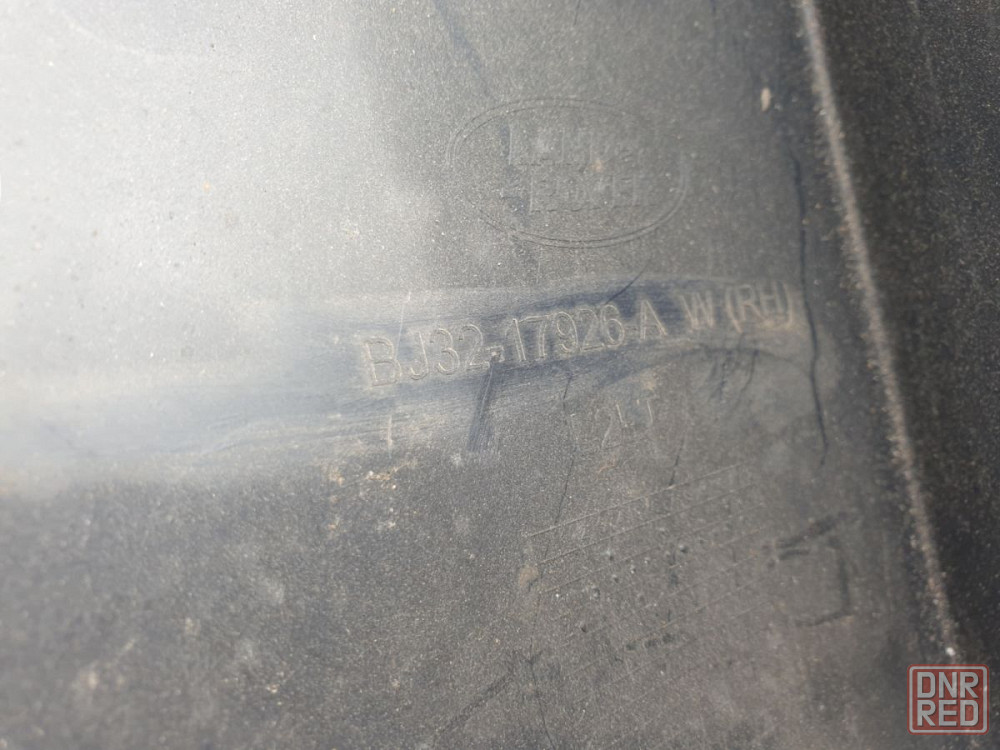 LAND
ROVER
BJ32-17926-A W (RH)
DNR
RED